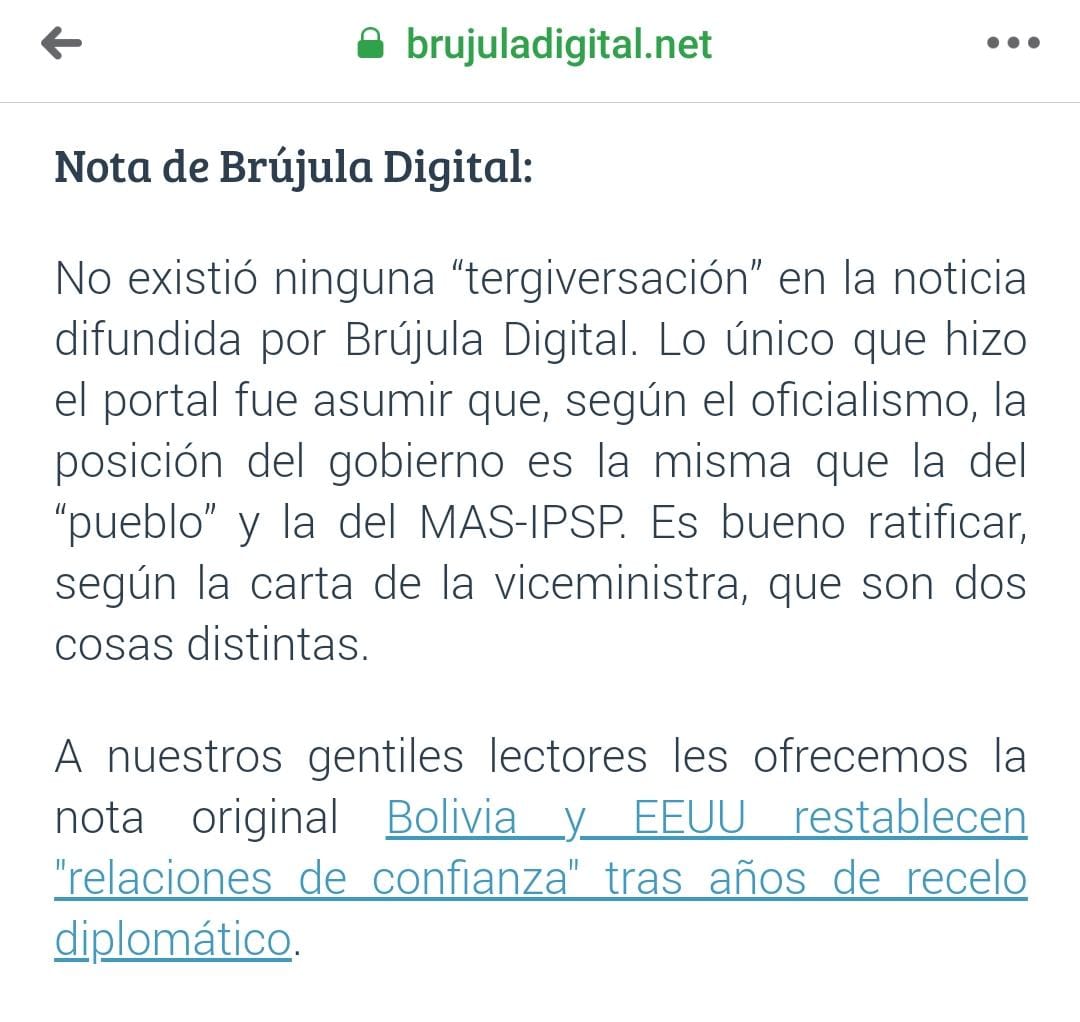 brujuladigital.net
Nota de Brújula Digital:
No existió ninguna “tergiversación” en la noticia
difundida por Brújula Digital. Lo único que hizo
el portal fue asumir que, según el oficialismo, la
posición del gobierno es la misma que la del
“pueblo” y la del MAS-IPSP. Es bueno ratificar,
según la carta de la viceministra, que son dos
cosas distintas.
A nuestros gentiles lectores les ofrecemos la
nota original Bolivia y EEUU restablecen
"relaciones de confianza" tras años de recelo
diplomático.